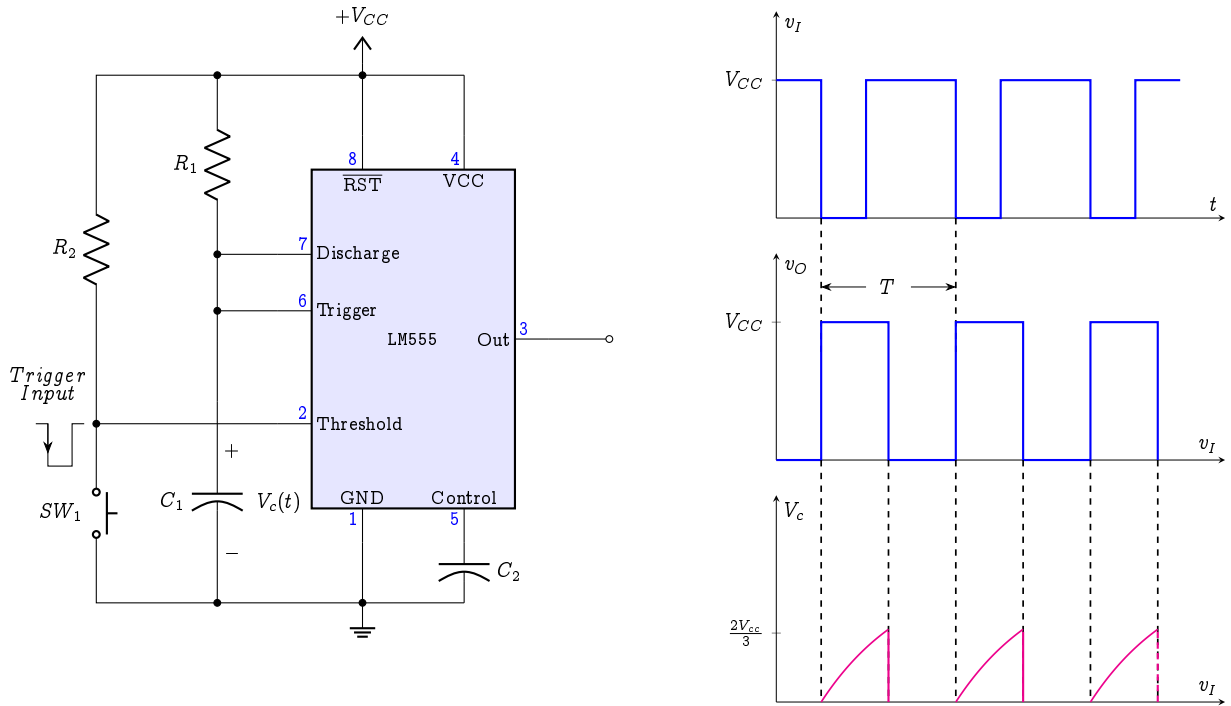 +V_CC
R_1
8
4
RST
VCC
R_2
7
Discharge
6
Trigger
LM555
Out
3
Trigger
Input
2
Threshold
+
C_1
V_c(t)
GND
Control
SW_1
1
5
−
C_2
v_I
V_CC
t
v_O
T
V_CC
v_I
V_c
2V_cc/3
v_I